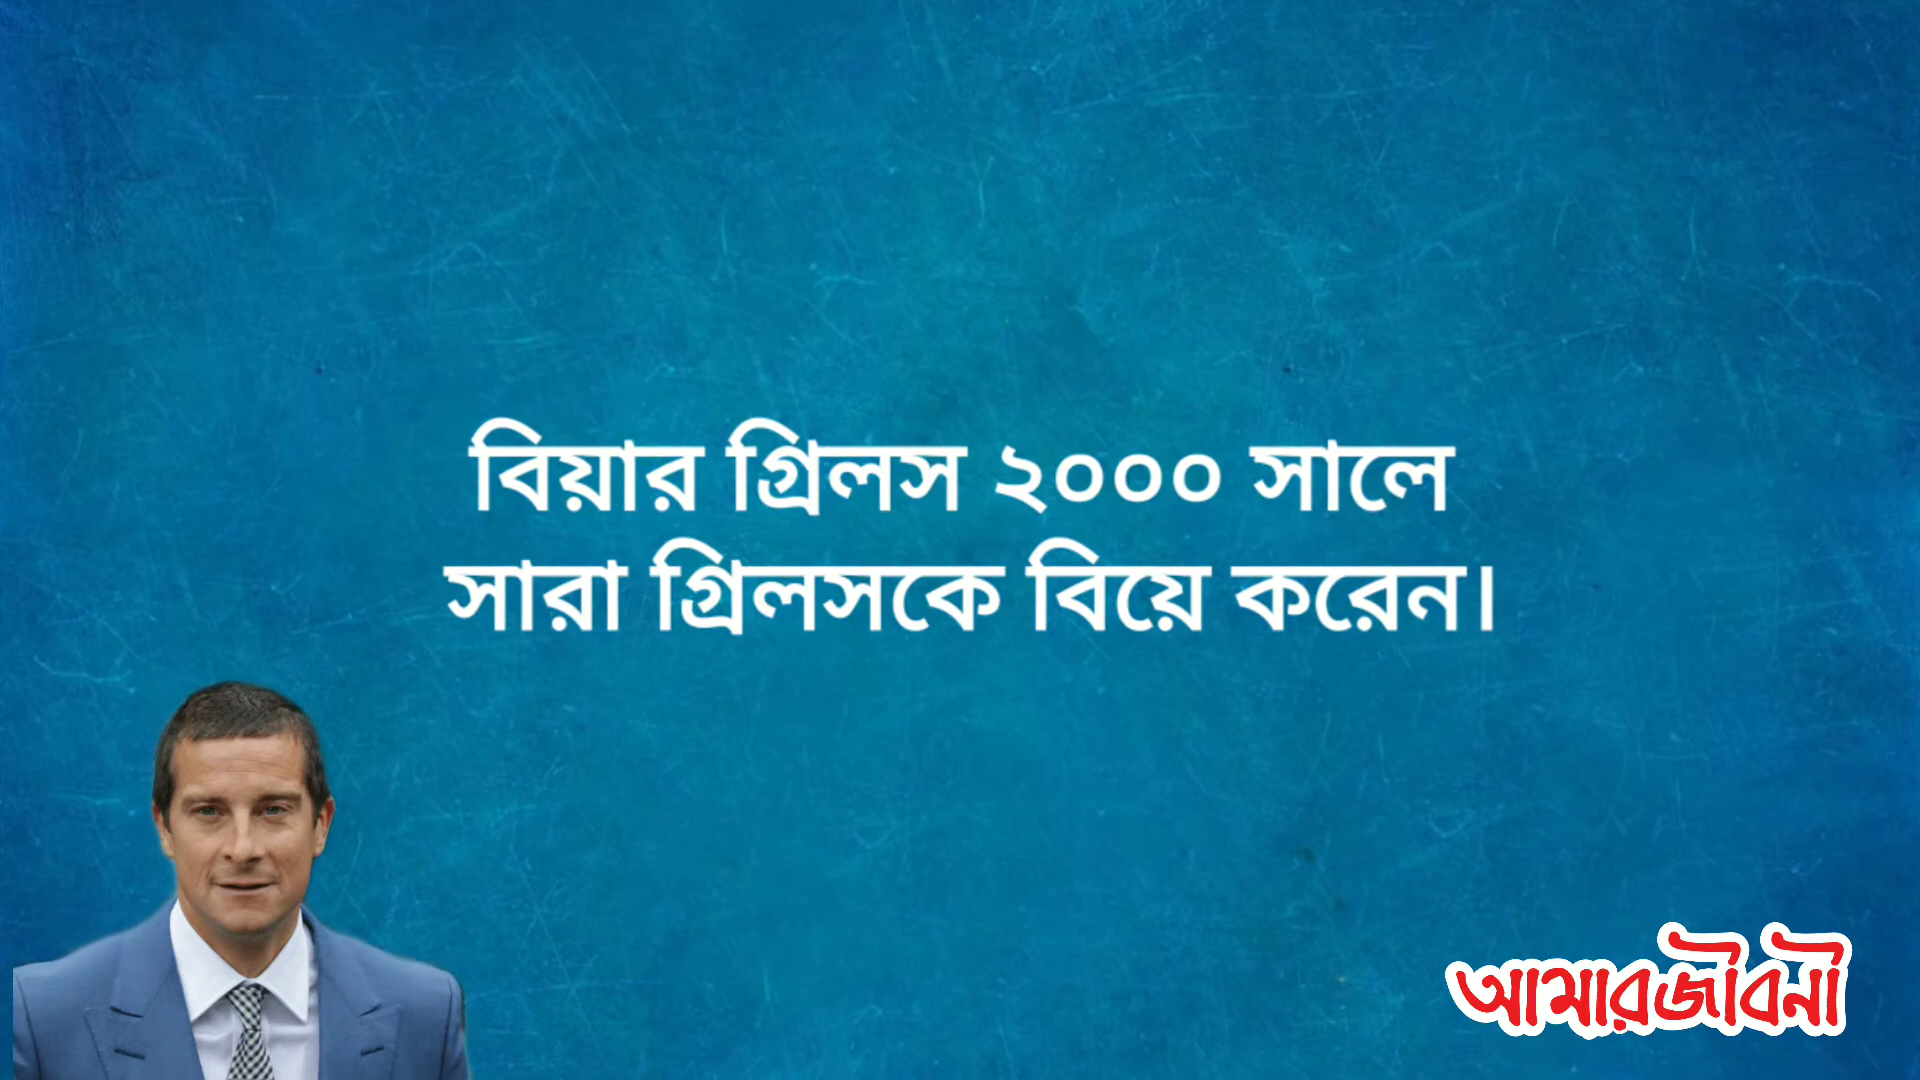 বিয়ার গ্রিলস ২০০০ সালে
সারা গ্রিলসকে বিয়ে করেন।
আমারজীবনী